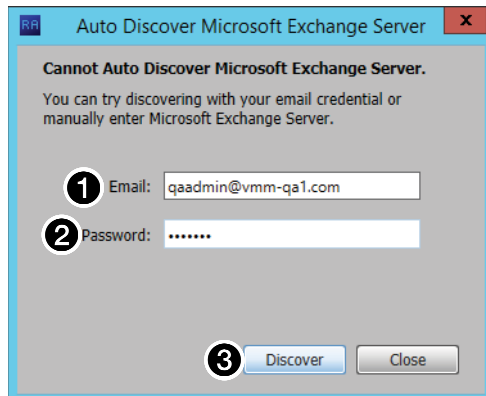 RA Auto Discover Microsoft Exchange Server x
Cannot Auto Discover Microsoft Exchange Server.
You can try discovering with your email credential or
manually enter Microsoft Exchange Server.
1 Email: qaadmin@vmm-qa1.com
2 Password: •••••••
3 Discover Close